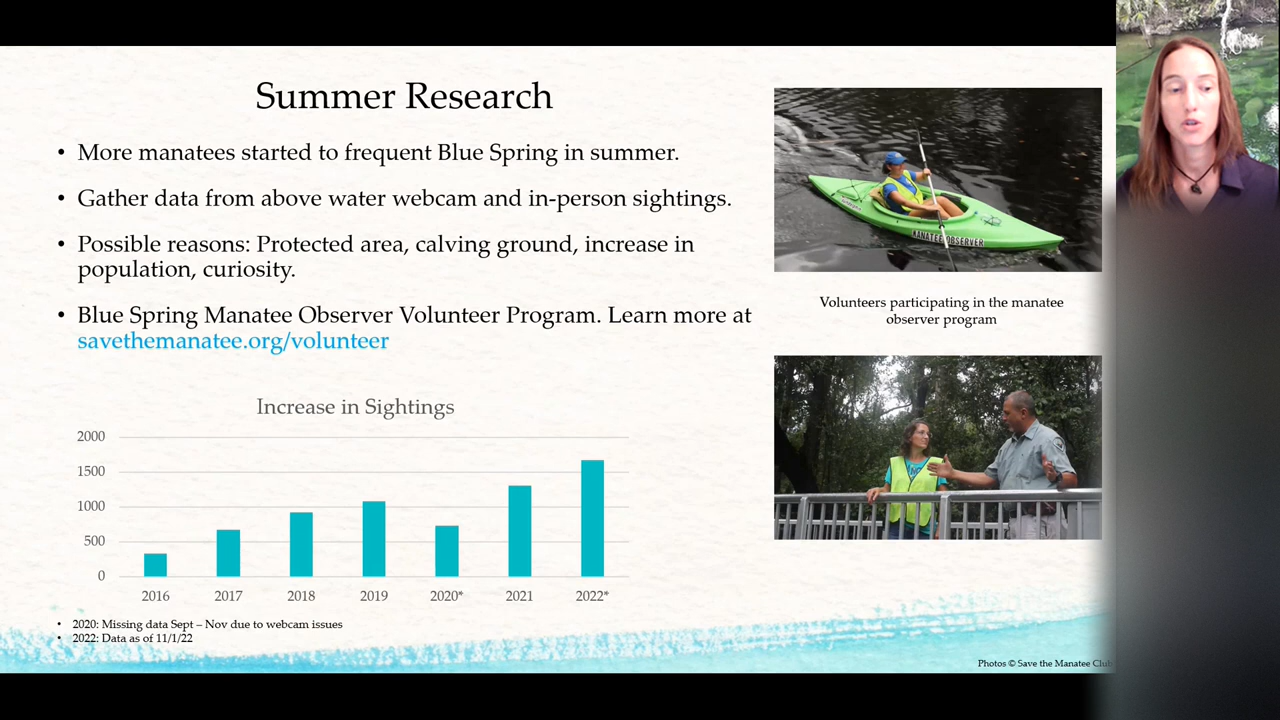 Summer Research
• More manatees started to frequent Blue Spring in summer.
• Gather data from above water webcam and in-person sightings.
• Possible reasons: Protected area, calving ground, increase in
population, curiosity.
• Blue Spring Manatee Observer Volunteer Program. Learn more at
savethemanatee.org/volunteer
Increase in Sightings
2000
1500
1000
500
0
2016 2017 2018 2019 2020* 2021 2022*
• 2020: Missing data Sept – Nov due to webcam issues
• 2022: Data as of 11/1/22
MANATEE OBSERVER
Volunteers participating in the manatee
observer program
Photos © Save the Manatee Club